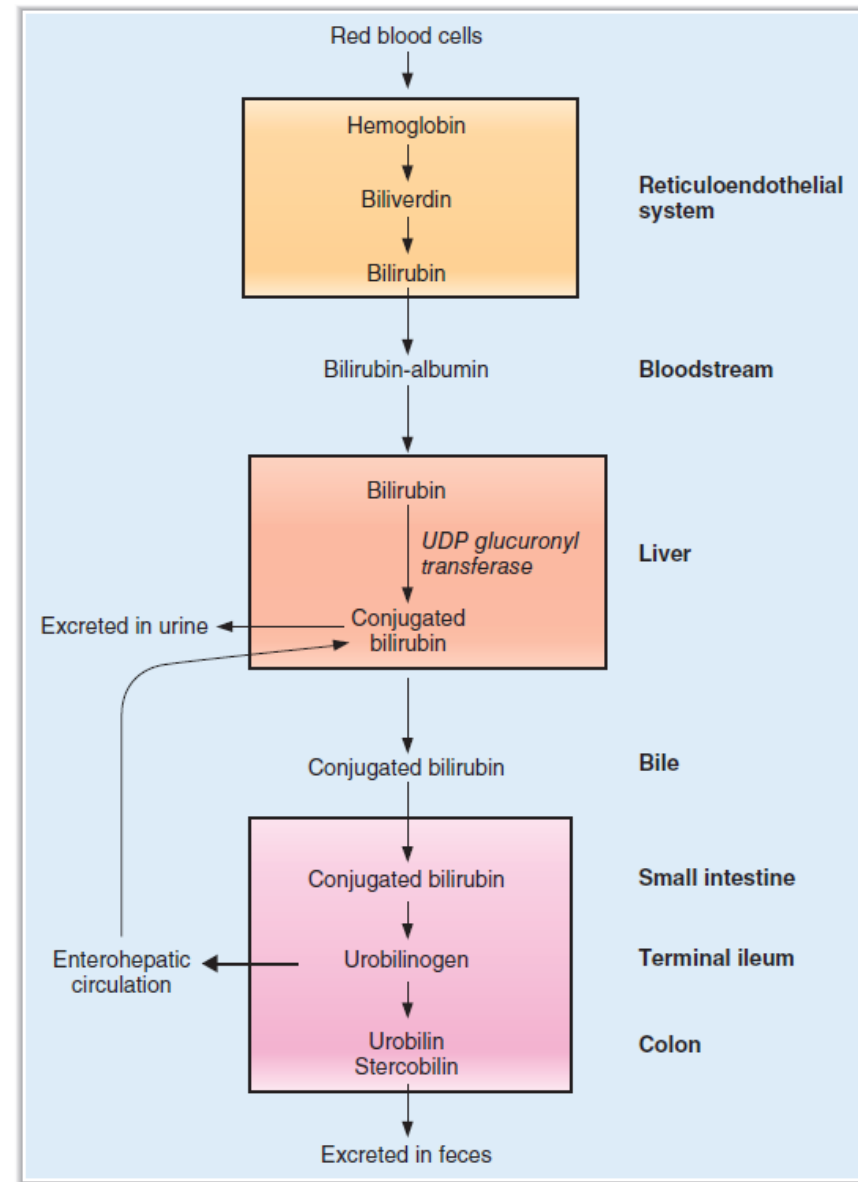 Red blood cells
Hemoglobin
Biliverdin
Reticuloendothelial
system
Bilirubin
Bilirubin-albumin
Bloodstream
Bilirubin
UDP glucuronyl
transferase
Liver
Excreted in urine
Conjugated
bilirubin
Conjugated bilirubin
Bile
Conjugated bilirubin
Small intestine
Enterohepatic
circulation
Urobilinogen
Terminal ileum
Urobilin
Stercobilin
Colon
Excreted in feces